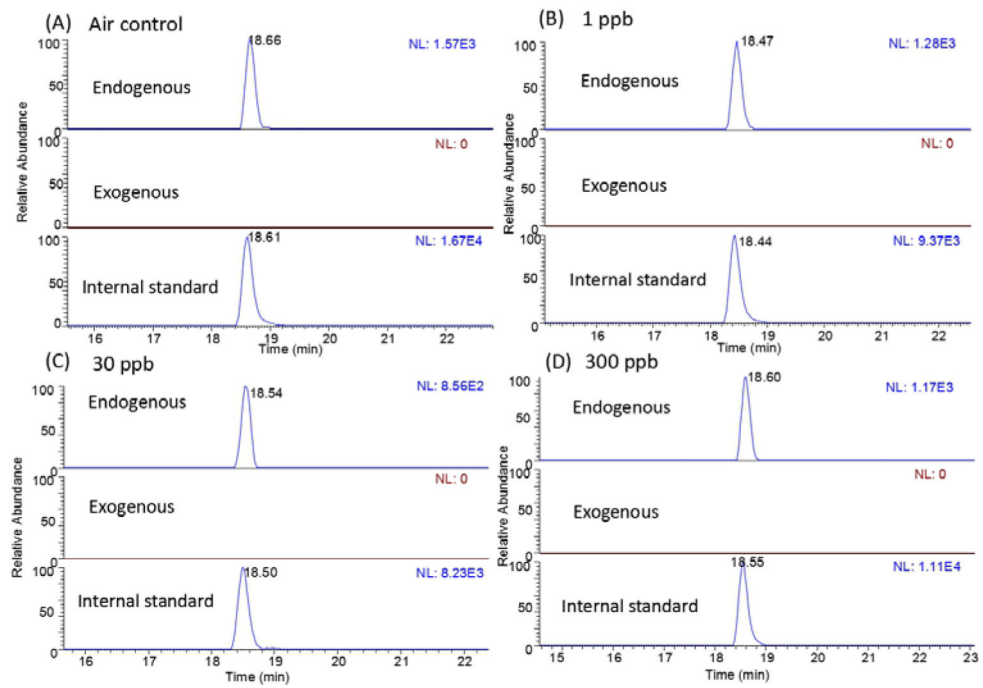 (A) Air control
100
18.66
NL: 1.57E3
50
Endogenous
0
100
NL: 0
50
Exogenous
0
100
18.61
NL: 1.67E4
50
Internal standard
0
16 17 18 19 20 21 22
Time (min)
Relative Abundance
(B) 1 ppb
100
18.47
NL: 1.28E3
50
Endogenous
0
100
NL: 0
50
Exogenous
0
100
18.44
NL: 9.37E3
50
Internal standard
0
16 17 18 19 20 21 22
Time (min)
Relative Abundance
(C) 30 ppb
100
18.54
NL: 8.56E2
50
Endogenous
0
100
NL: 0
50
Exogenous
0
100
18.50
NL: 8.23E3
50
Internal standard
0
16 17 18 19 20 21 22
Time (min)
Relative Abundance
(D) 300 ppb
100
18.60
NL: 1.17E3
50
Endogenous
0
100
NL: 0
50
Exogenous
0
100
18.55
NL: 1.11E4
50
Internal standard
0
15 16 17 18 19 20 21 22 23
Time (min)
Relative Abundance